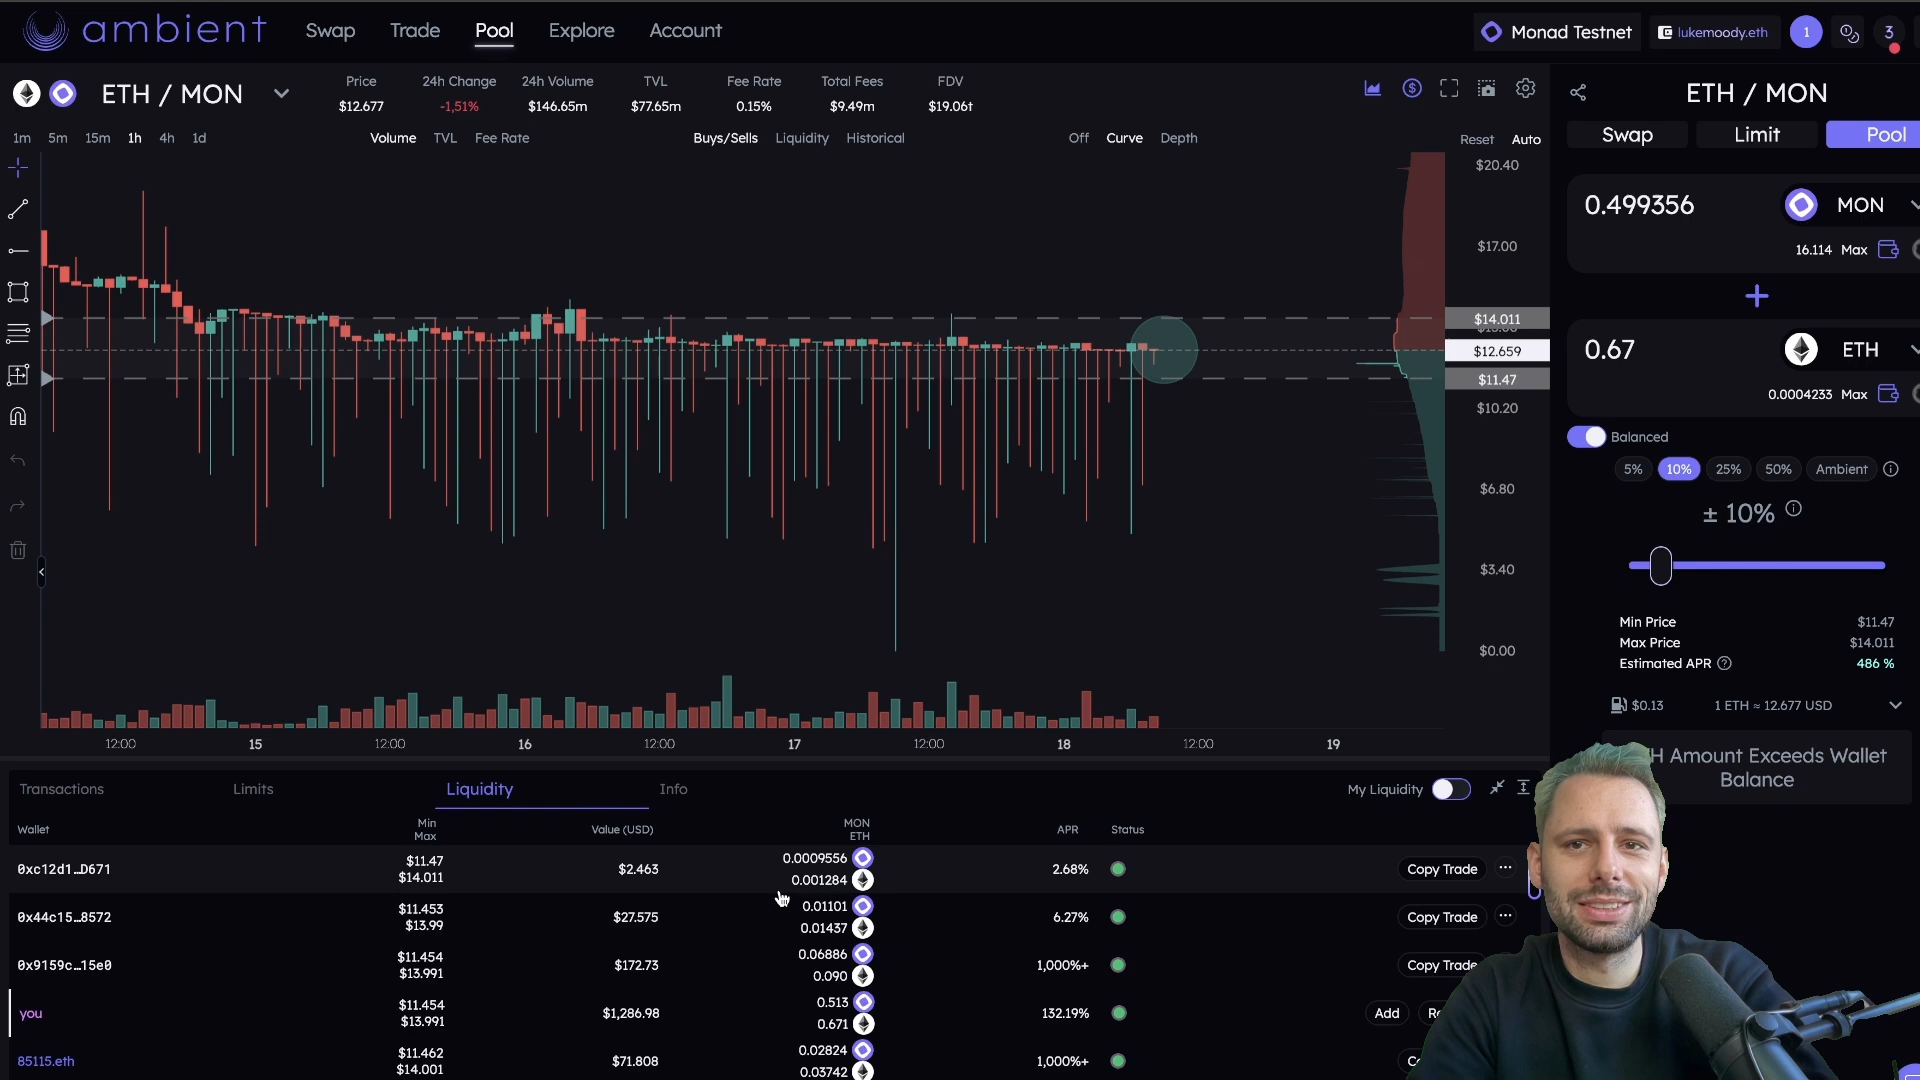 ambient Swap Trade Pool Explore Account Monad Testnet lukemoody.eth 1 3
ETH / MON
Price 24h Change 24h Volume TVL Fee Rate Total Fees FDV
$12.677 -1,51% $146.65m $77.65m 0.15% $9.49m $19.06t
1m 5m 15m 1h 4h 1d Volume TVL Fee Rate Buys/Sells Liquidity Historical Off Curve Depth Reset Auto
$20.40
$17.00
$14.011
$12.659
$11.47
$10.20
$6.80
$3.40
$0.00
12:00 15 12:00 16 12:00 17 12:00 18 12:00 19
ETH / MON
Swap Limit Pool
0.499356 MON
16.114 Max
+
0.67 ETH
0.0004233 Max
Balanced
5% 10% 25% 50% Ambient
± 10%
Min Price $11.47
Max Price $14.011
Estimated APR 486 %
$0.13 1 ETH ≈ 12.677 USD
H Amount Exceeds Wallet
Balance
Transactions Limits Liquidity Info My Liquidity
Wallet Min Max Value (USD) MON ETH APR Status
0xc12d1…D671 $11.47 $14.011 $2.463 0.0009556 0.001284 2.68% Copy Trade ...
0x44c15…8572 $11.453 $13.99 $27.575 0.01101 0.01437 6.27% Copy Trade ...
0x9159c…15e0 $11.454 $13.991 $172.73 0.06886 0.090 1,000%+ Copy Trade
you $11.454 $13.991 $1,286.98 0.513 0.671 132.19% Add
85115.eth $11.462 $14.001 $71.808 0.02824 0.03742 1,000%+